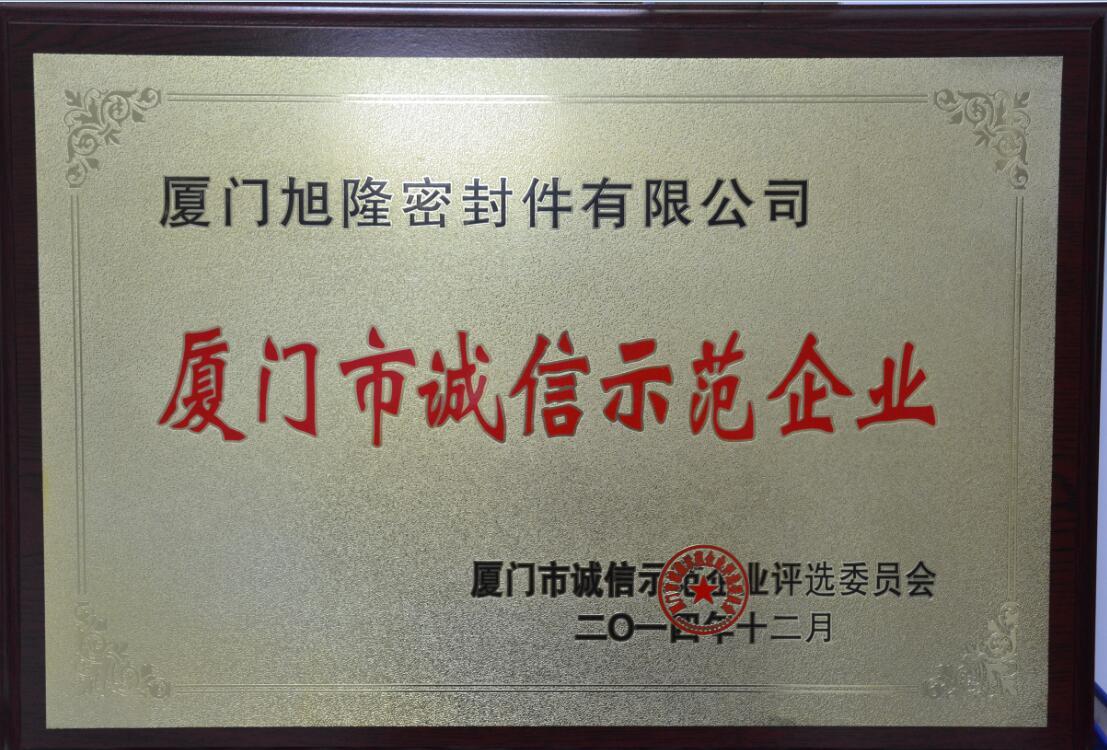 厦门旭隆密封件有限公司
厦门市诚信示范企业
厦门市诚信示范企业评选委员会
二〇一四年十二月